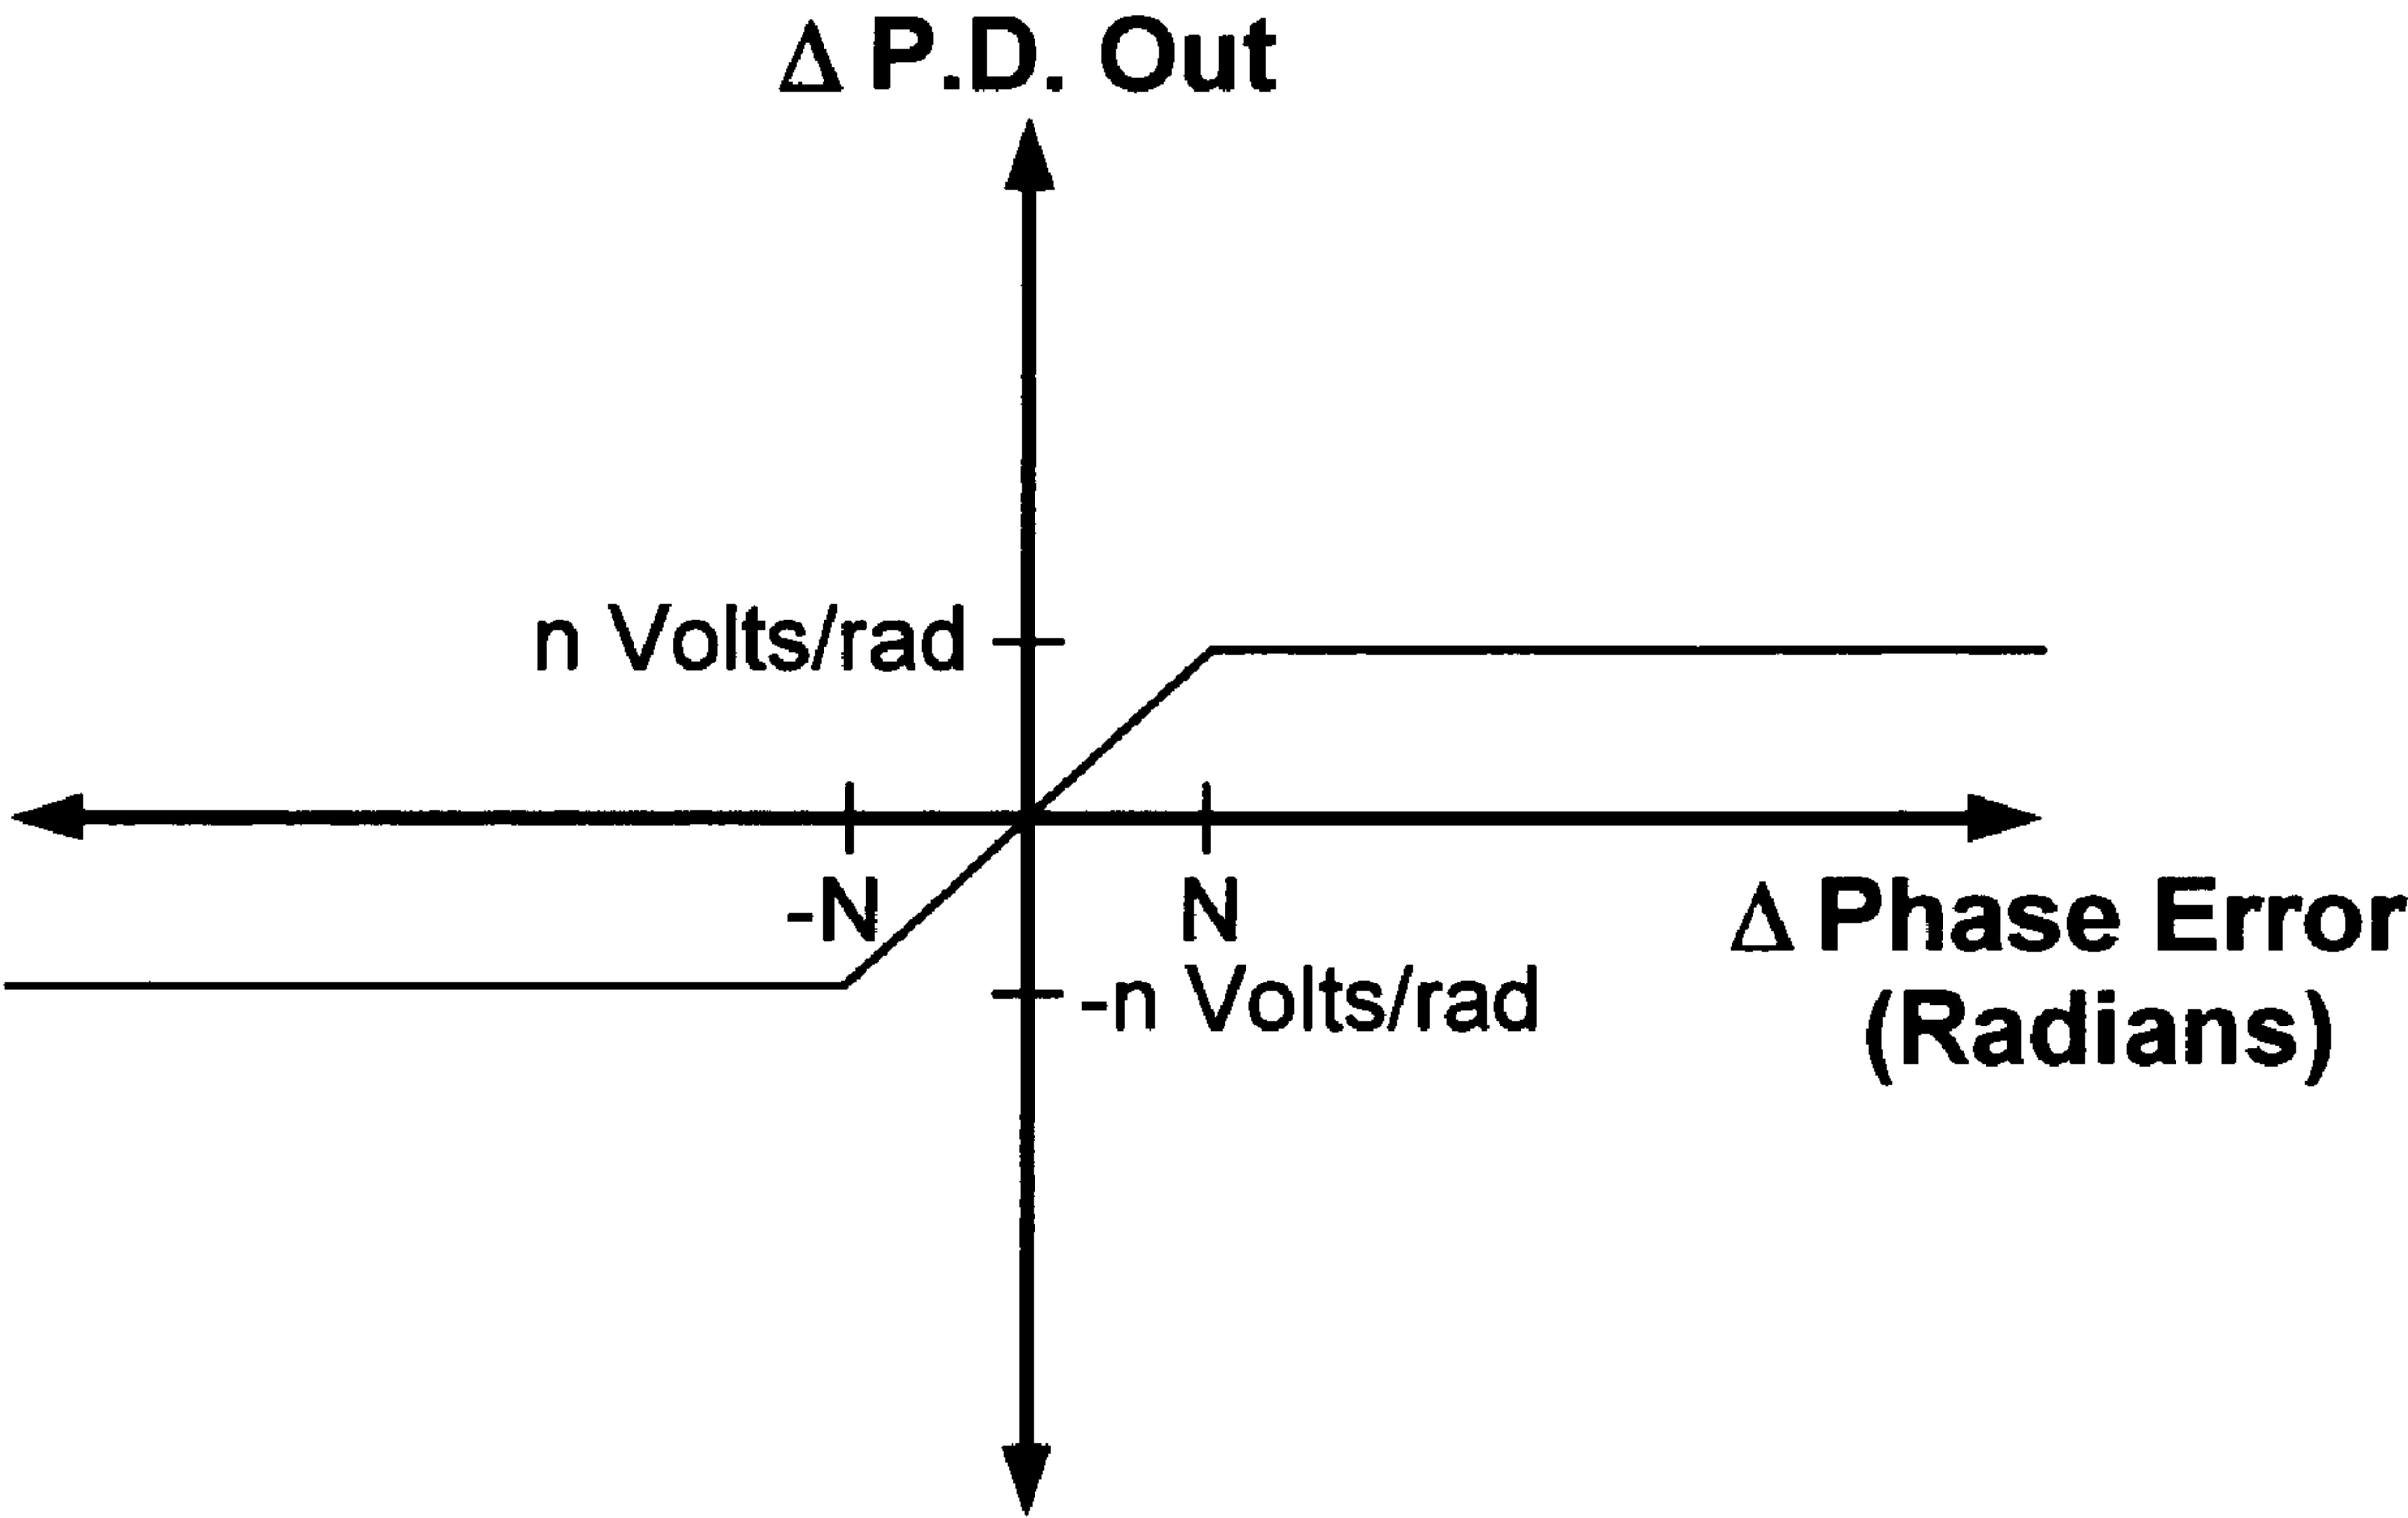 Δ P.D. Out
n Volts/rad
-N
N
Δ Phase Error
(Radians)
-n Volts/rad